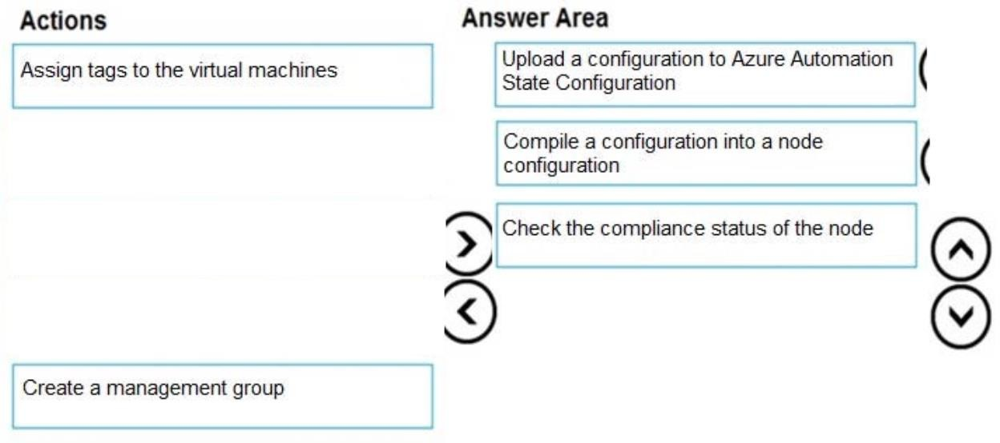 Actions
Answer Area
Assign tags to the virtual machines
Upload a configuration to Azure Automation
State Configuration
Compile a configuration into a node
configuration
Check the compliance status of the node
Create a management group